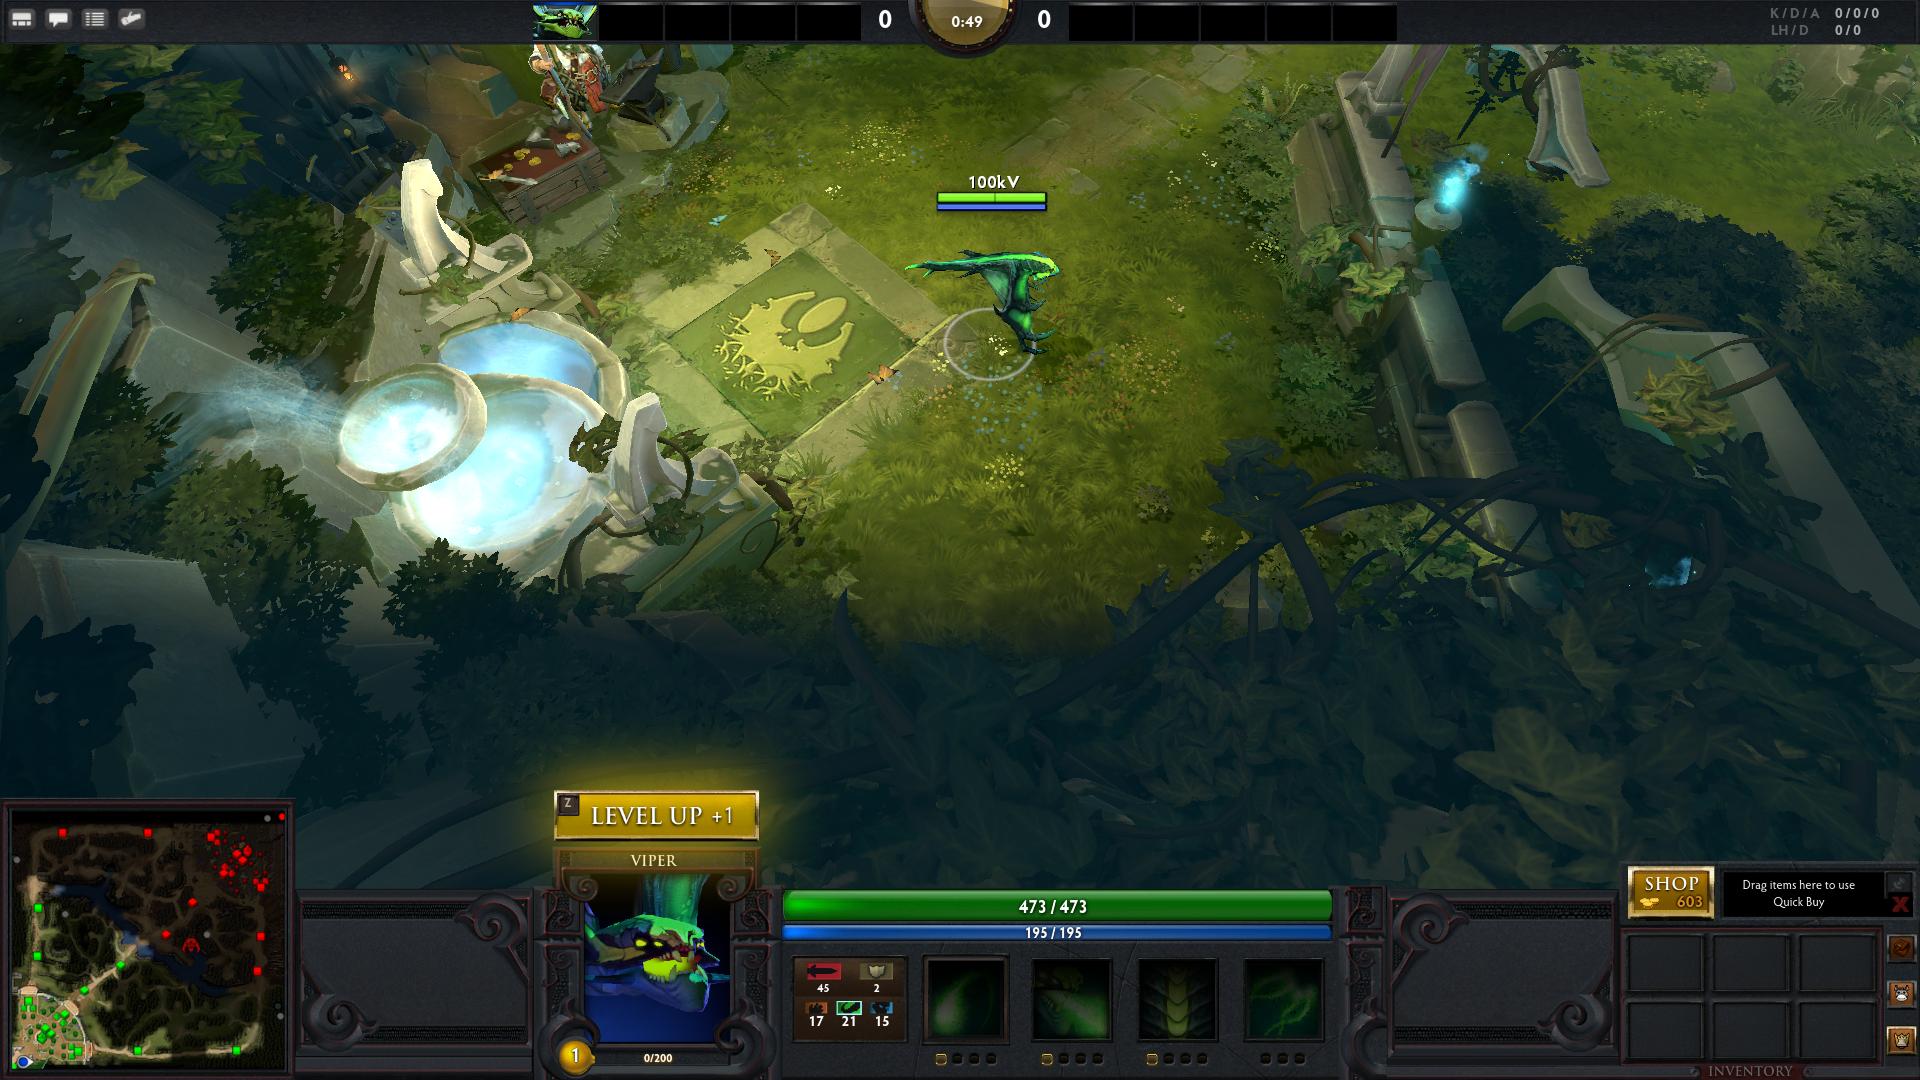 0
0:49
0
K/D/A 0/0/0
LH/D 0/0
100kV
Z
LEVEL UP +1
VIPER
473 / 473
195 / 195
45
2
17
21
15
1
0/200
SHOP
603
Drag items here to use
Quick Buy
INVENTORY